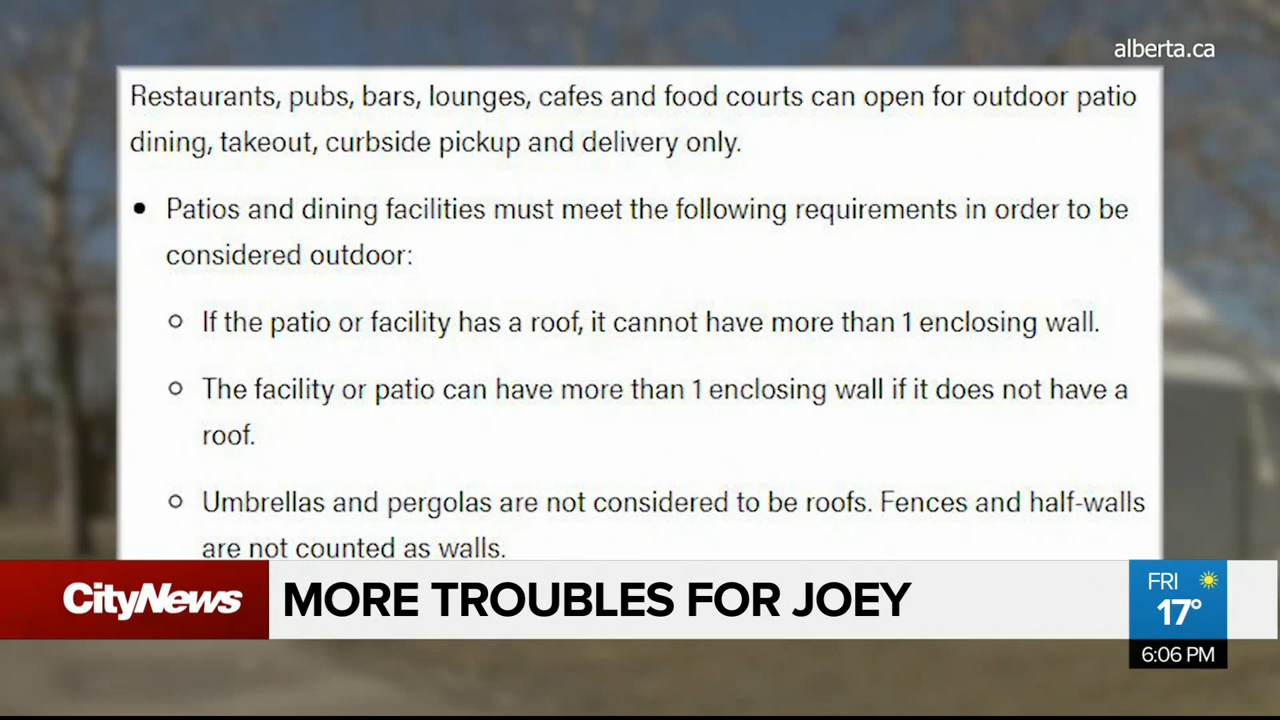 alberta.ca
Restaurants, pubs, bars, lounges, cafes and food courts can open for outdoor patio
dining, takeout, curbside pickup and delivery only.
• Patios and dining facilities must meet the following requirements in order to be
considered outdoor:
○ If the patio or facility has a roof, it cannot have more than 1 enclosing wall.
○ The facility or patio can have more than 1 enclosing wall if it does not have a
roof.
○ Umbrellas and pergolas are not considered to be roofs. Fences and half-walls
are not counted as walls.
CityNews
MORE TROUBLES FOR JOEY
FRI
17°
6:06 PM